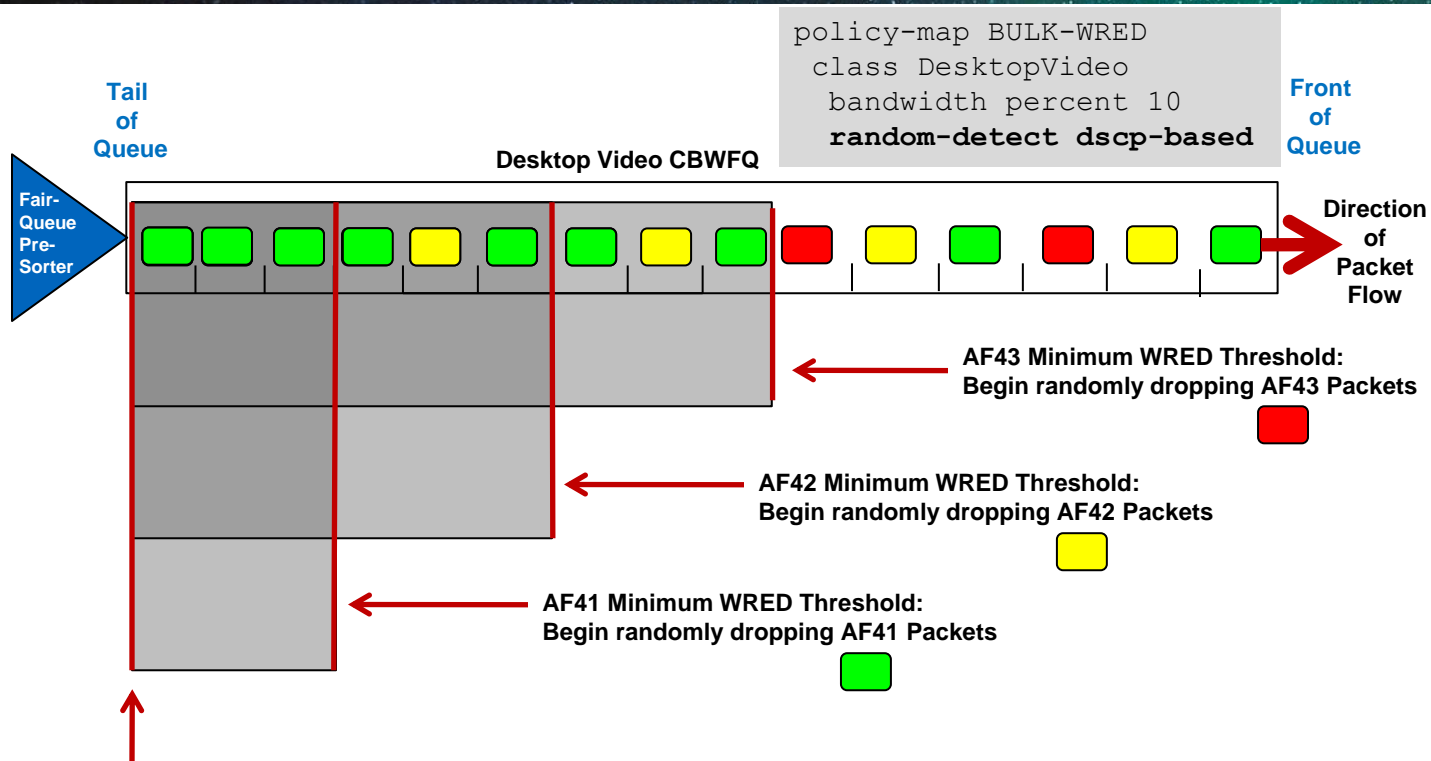 policy-map BULK-WRED
class DesktopVideo
bandwidth percent 10
random-detect dscp-based
Tail
of
Queue
Front
of
Queue
Desktop Video CBWFQ
Fair-
Queue
Pre-
Sorter
Direction
of
Packet
Flow
AF43 Minimum WRED Threshold:
Begin randomly dropping AF43 Packets
AF42 Minimum WRED Threshold:
Begin randomly dropping AF42 Packets
AF41 Minimum WRED Threshold:
Begin randomly dropping AF41 Packets